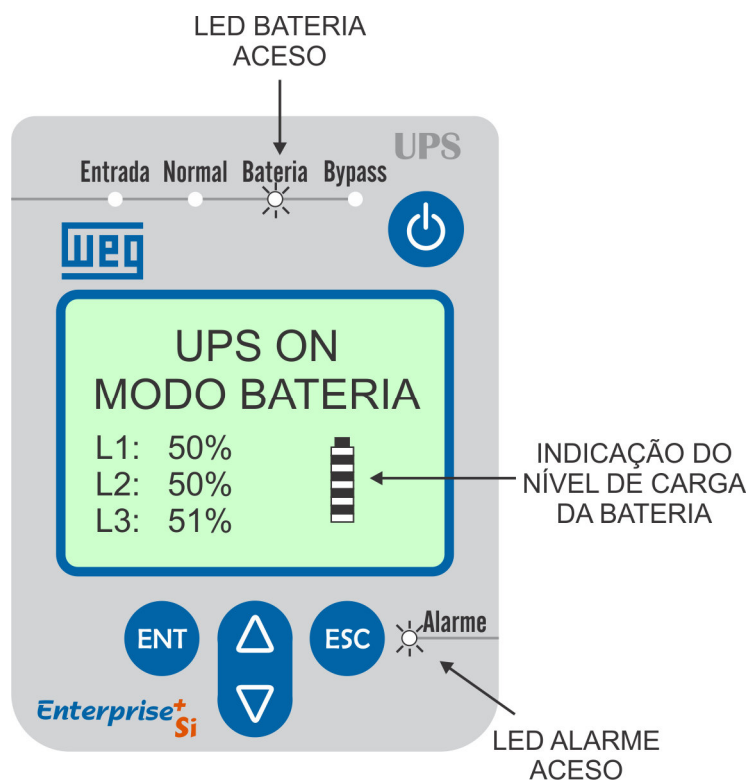 LED BATERIA
ACESO
UPS
Entrada Normal Bateria Bypass
weg
UPS ON
MODO BATERIA
L1: 50%
L2: 50%
L3: 51%
INDICAÇÃO DO
NÍVEL DE CARGA
DA BATERIA
ENT
ESC
Alarme
Enterprise+
Si
LED ALARME
ACESO